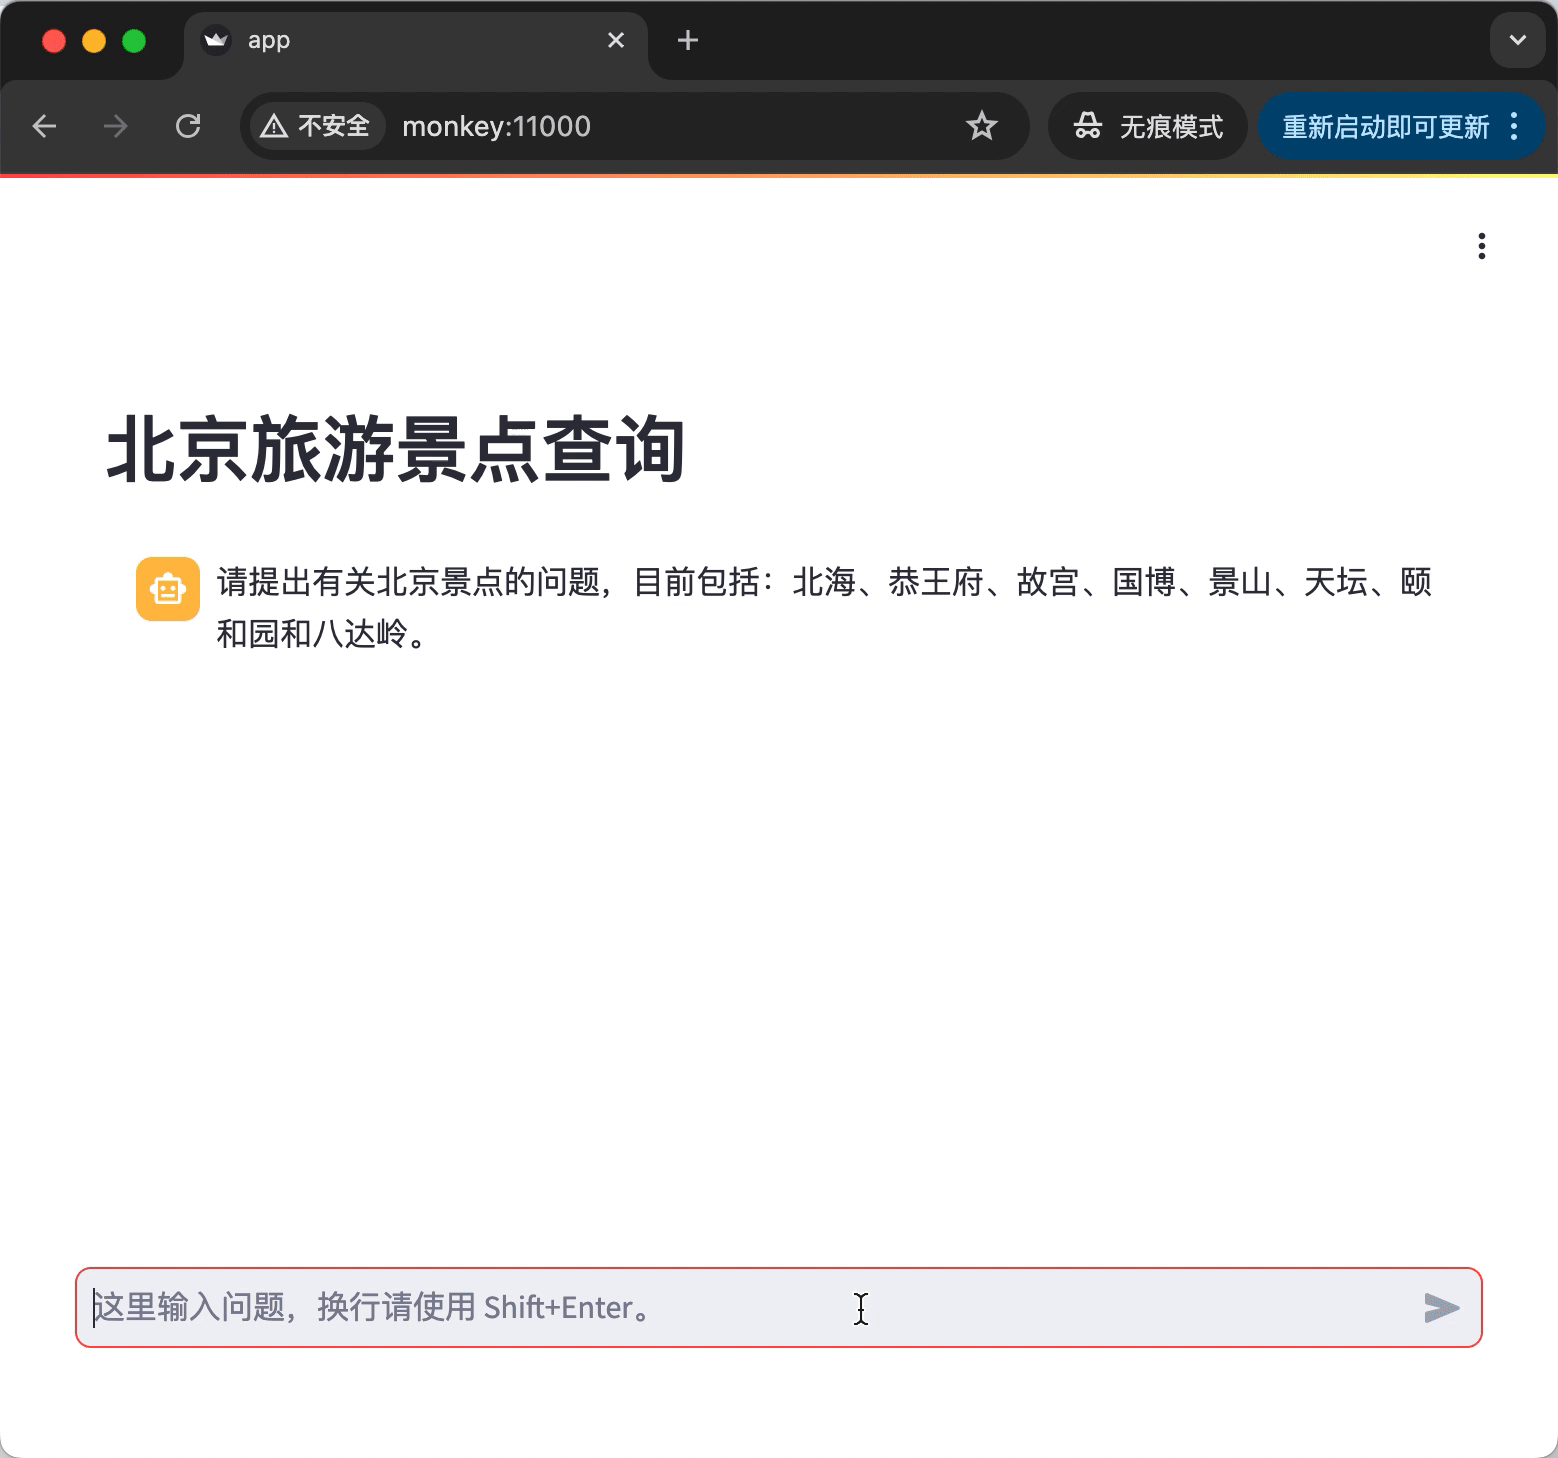 app
不安全
monkey:11000
无痕模式
重新启动即可更新
北京旅游景点查询
请提出有关北京景点的问题，目前包括：北海、恭王府、故宫、国博、景山、天坛、颐
和园和八达岭。
这里输入问题，换行请使用 Shift+Enter。